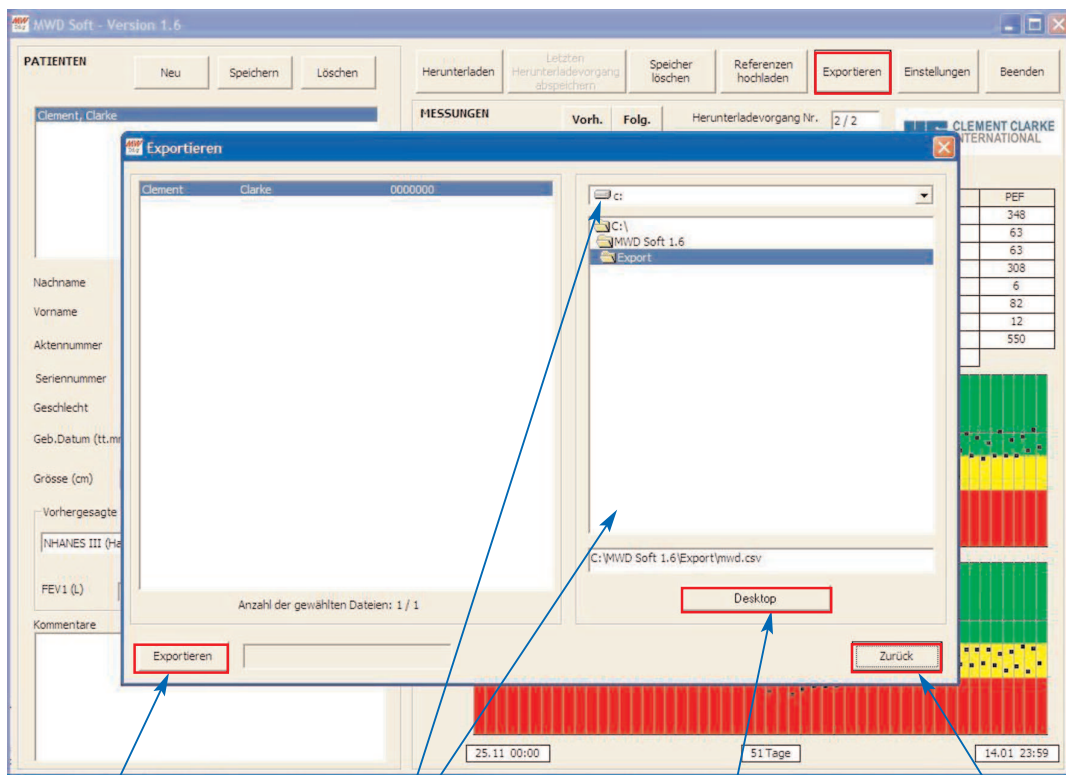 MWD Soft - Version 1.6
PATIENTEN
Neu
Speichern
Löschen
Herunterladen
Letzten
Herunterladevorgang
abspeichern
Speicher
löschen
Referenzen
hochladen
Exportieren
Einstellungen
Beenden
Clement, Clarke
MESSUNGEN
Vorh.
Folg.
Herunterladevorgang Nr.
2 / 2
CLEMENT CLARKE
Exportieren
Clement Clarke 0000000
c:
C:\
MWD Soft 1.6
Export
PEF
348
63
63
308
6
82
12
550
Nachname
Vorname
Aktennummer
Seriennummer
Geschlecht
Geb.Datum
Grösse (cm)
Vorhergesagte
NHANES III
FEV1 (L)
Kommentare
C:\MWD Soft 1.6\Export\mwd.csv
Desktop
Anzahl der gewählten Dateien: 1 / 1
Exportieren
Zurück
25.11 00:00
51 Tage
14.01 23:59